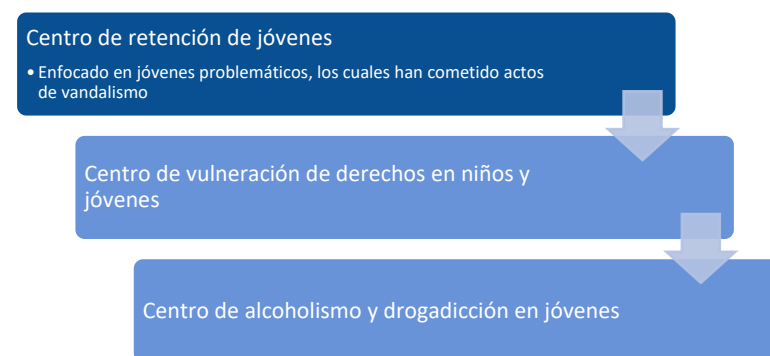 Centro de retención de jóvenes
• Enfocado en jóvenes problemáticos, los cuales han cometido actos
de vandalismo
Centro de vulneración de derechos en niños y
jóvenes
Centro de alcoholismo y drogadicción en jóvenes